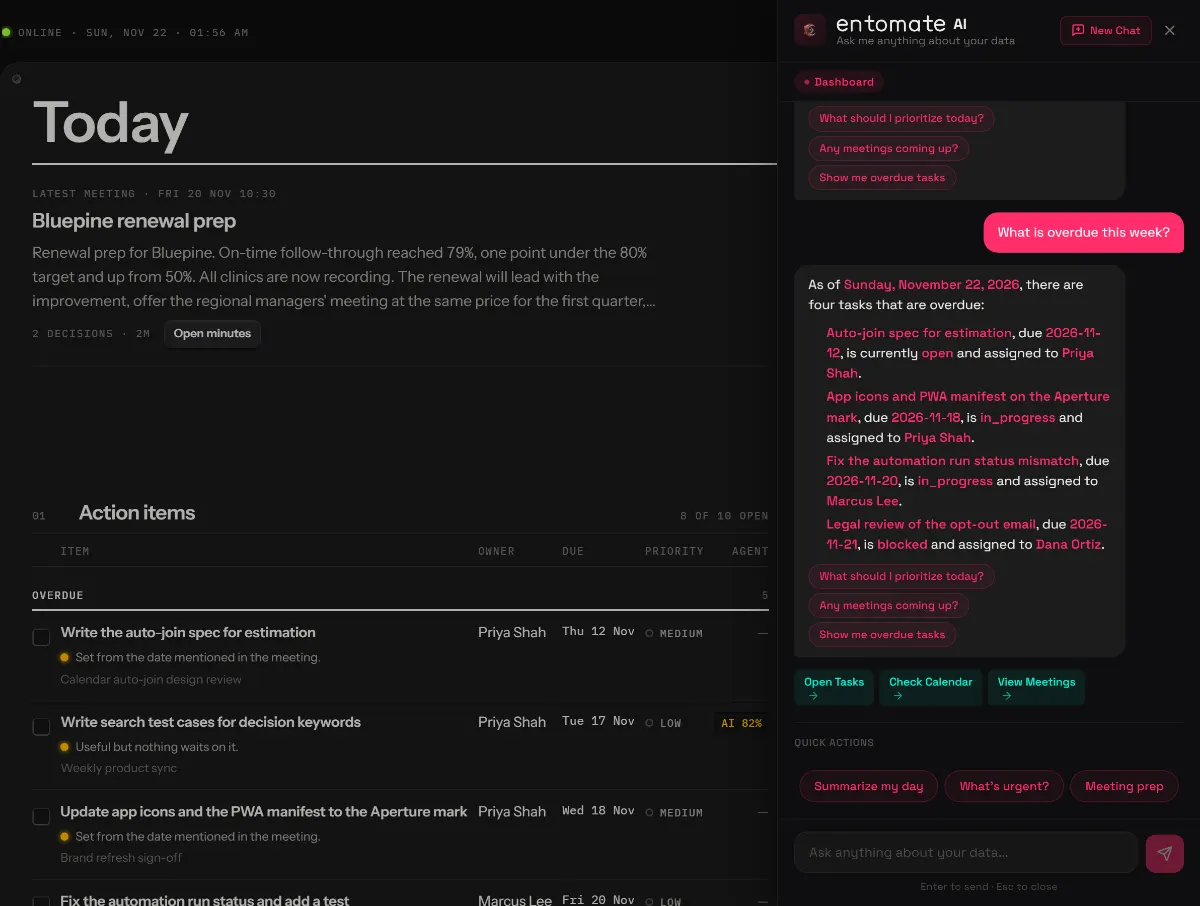 ONLINE · SUN, NOV 22 · 01:56 AM
Today
LATEST MEETING · FRI 20 NOV 10:30
Bluepine renewal prep
Renewal prep for Bluepine. On-time follow-through reached 79%, one point under the 80%
target and up from 50%. All clinics are now recording. The renewal will lead with the
improvement, offer the regional managers' meeting at the same price for the first quarter,...
2 DECISIONS · 2M
Open minutes
01 Action items 8 OF 10 OPEN
ITEM OWNER DUE PRIORITY AGENT
OVERDUE 5
Write the auto-join spec for estimation Priya Shah Thu 12 Nov MEDIUM —
Set from the date mentioned in the meeting.
Calendar auto-join design review
Write search test cases for decision keywords Priya Shah Tue 17 Nov LOW AI 82%
Useful but nothing waits on it.
Weekly product sync
Update app icons and the PWA manifest to the Aperture mark Priya Shah Wed 18 Nov MEDIUM —
Set from the date mentioned in the meeting.
Brand refresh sign-off
Fix the automation run status and add a test Marcus Lee Fri 20 Nov LOW —
entomate AI
Ask me anything about your data
New Chat
Dashboard
What should I prioritize today?
Any meetings coming up?
Show me overdue tasks
What is overdue this week?
As of Sunday, November 22, 2026, there are
four tasks that are overdue:
Auto-join spec for estimation, due 2026-11-
12, is currently open and assigned to Priya
Shah.
App icons and PWA manifest on the Aperture
mark, due 2026-11-18, is in_progress and
assigned to Priya Shah.
Fix the automation run status mismatch, due
2026-11-20, is in_progress and assigned to
Marcus Lee.
Legal review of the opt-out email, due 2026-
11-21, is blocked and assigned to Dana Ortiz.
What should I prioritize today?
Any meetings coming up?
Show me overdue tasks
Open Tasks → Check Calendar → View Meetings →
QUICK ACTIONS
Summarize my day What's urgent? Meeting prep
Ask anything about your data...
Enter to send · Esc to close